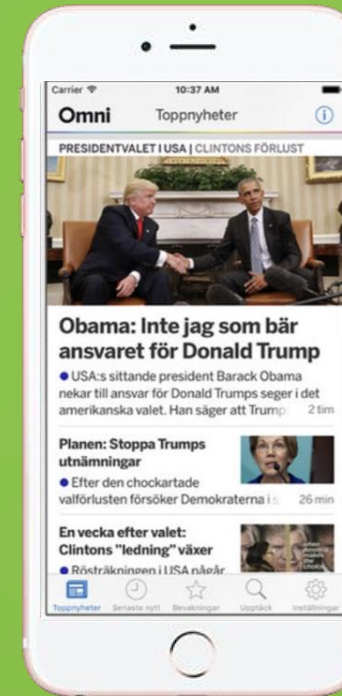 Carrier 10:37 AM
Omni Toppnyheter
PRESIDENTVALET I USA | CLINTONS FÖRLUST
Obama: Inte jag som bär
ansvaret för Donald Trump
USA:s sittande president Barack Obama
nekar till ansvar för Donald Trumps seger i det
amerikanska valet. Han säger att Trump 2 tim
Planen: Stoppa Trumps
utnämningar
Efter den chockartade
valförlusten försöker Demokraterna i 26 min
En vecka efter valet:
Clintons "ledning" växer
Rösträkningen i USA pågår
Toppnyheter Senaste nytt Bevakningar Upptäck Inställningar